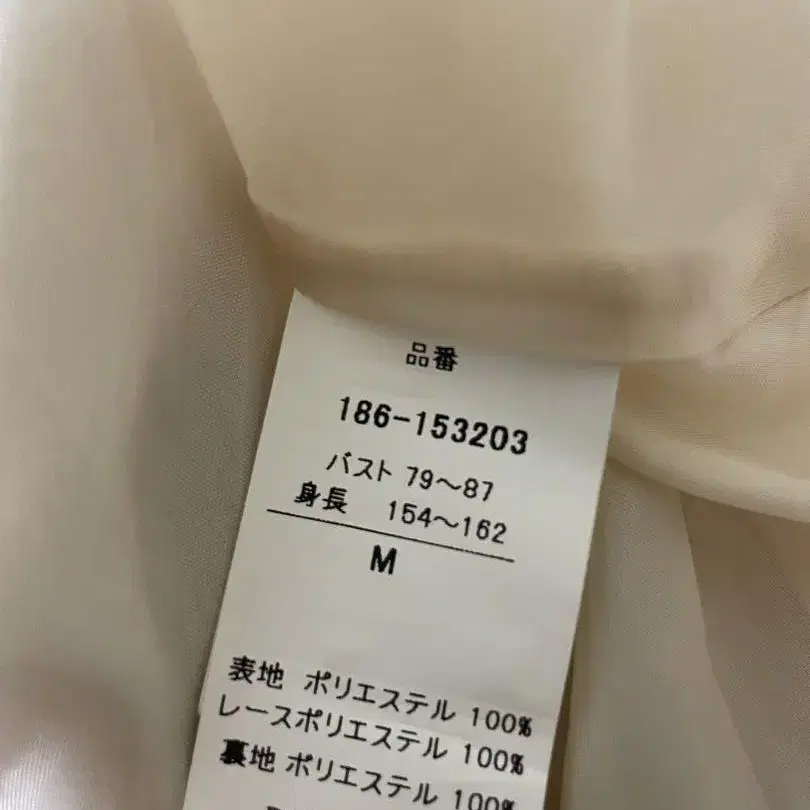 品番
186-153203
バスト 79～87
身長 154～162
M
表地 ポリエステル 100%
レースポリエステル 100%
裏地 ポリエステル 100%